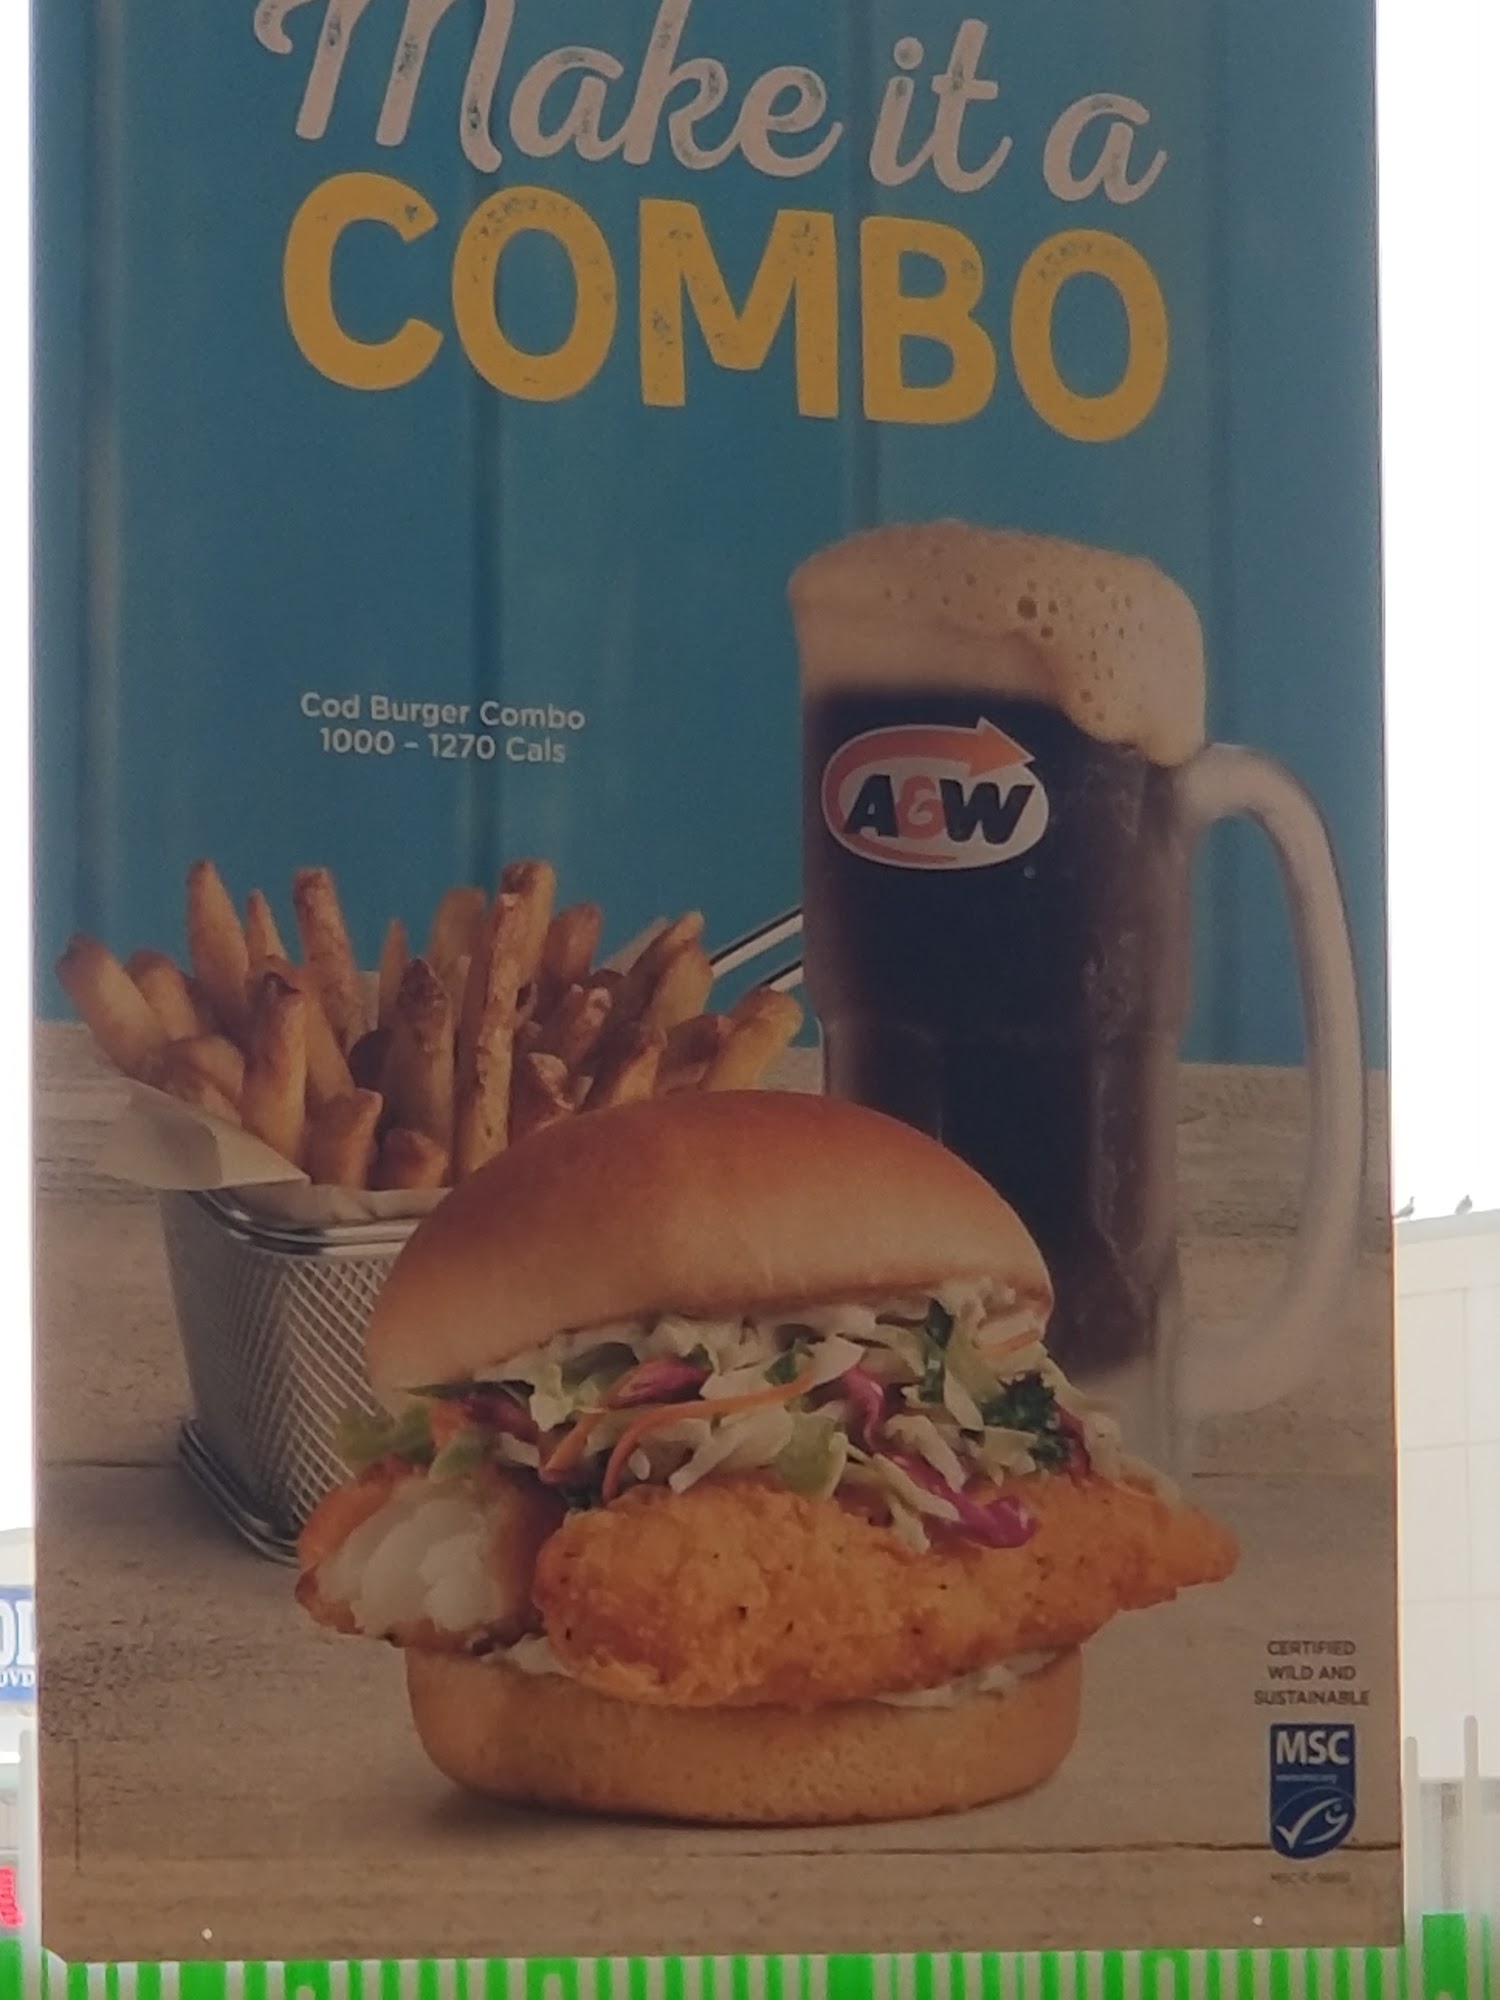 Make it a
COMBO
Cod Burger Combo
1000 - 1270 Cals
A&W
CERTIFIED
WILD AND
SUSTAINABLE
MSC